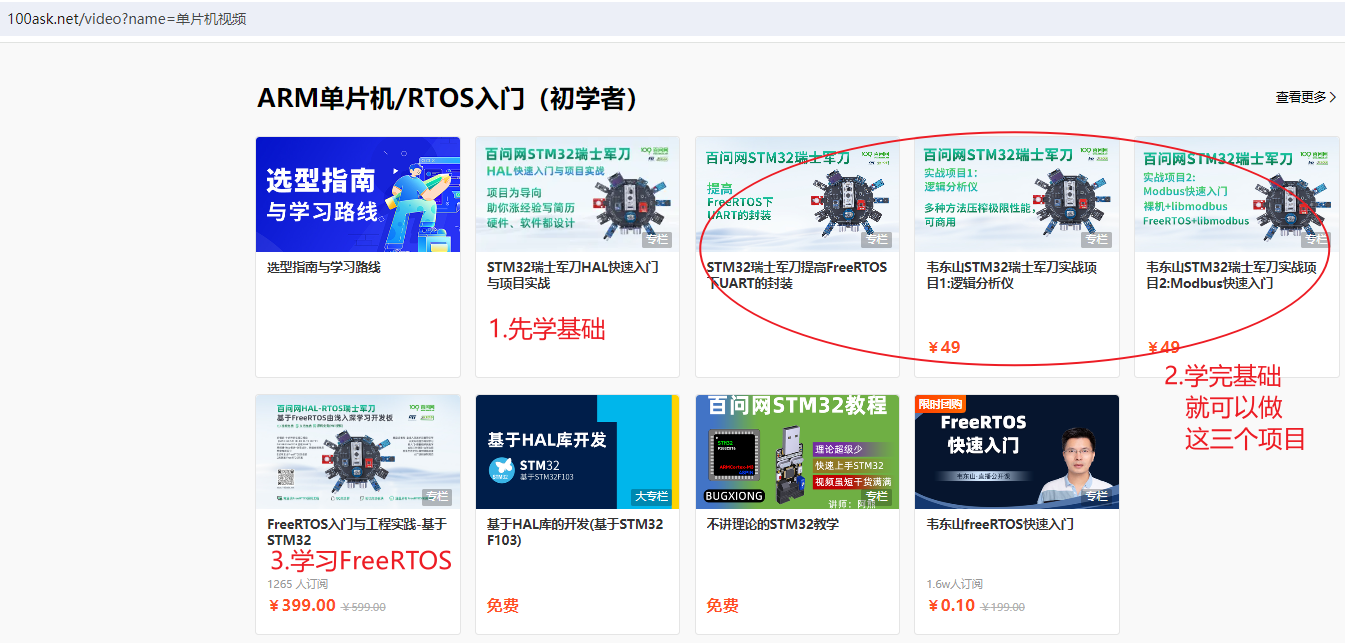 100ask.net/video?name=单片机视频
ARM单片机/RTOS入门（初学者）
查看更多
选型指南
与学习路线
选型指南与学习路线
百问网STM32瑞士军刀
HAL快速入门与项目实战
项目为导向
助你涨经验写简历
硬件、软件都设计
专栏
STM32瑞士军刀HAL快速入门
与项目实战
1.先学基础
百问网STM32瑞士军刀
提高
FreeRTOS下
UART的封装
专栏
STM32瑞士军刀提高FreeRTOS
下UART的封装
百问网STM32瑞士军刀
实战项目1：
逻辑分析仪
多种方法压榨极限性能，
可商用
专栏
韦东山STM32瑞士军刀实战项
目1:逻辑分析仪
￥49
百问网STM32瑞士军刀
实战项目2：
Modbus快速入门
裸机+libmodbus
FreeRTOS+libmodbus
专栏
韦东山STM32瑞士军刀实战项
目2:Modbus快速入门
￥49
2.学完基础
就可以做
这三个项目
百问网HAL-RTOS瑞士军刀
基于FreeRTOS由浅入深学习开发板
专栏
FreeRTOS入门与工程实践-基于
STM32
3.学习FreeRTOS
1265 人订阅
￥399.00 ￥599.00
基于HAL库开发
STM32
基于STM32F103
大专栏
基于HAL库的开发(基于STM32
F103)
免费
百问网STM32教程
理论超级少
快速上手STM32
视频虽短干货满满
BUGXIONG
专栏
不讲理论的STM32教学
免费
限时回购
FreeRTOS
快速入门
韦东山·直播公开课
专栏
韦东山freeRTOS快速入门
1.6w人订阅
￥0.10 ￥199.00